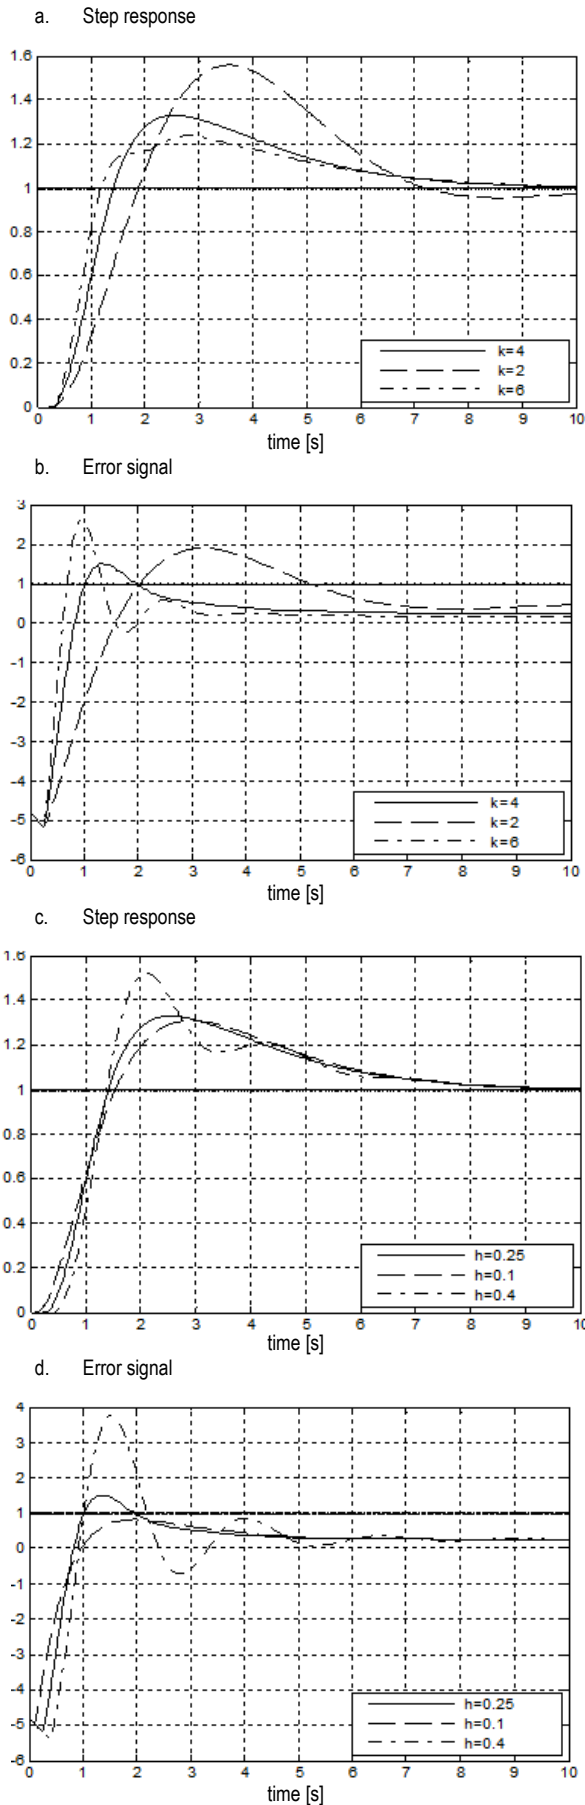 a. Step response
1.6
1.4
1.2
1
0.8
0.6
0.4
0.2
0
k=4
k=2
k=6
0 1 2 3 4 5 6 7 8 9 10
time [s]
b. Error signal
3
2
1
0
-1
-2
-3
-4
-5
-6
k=4
k=2
k=6
0 1 2 3 4 5 6 7 8 9 10
time [s]
c. Step response
1.6
1.4
1.2
1
0.8
0.6
0.4
0.2
0
h=0.25
h=0.1
h=0.4
0 1 2 3 4 5 6 7 8 9 10
time [s]
d. Error signal
4
3
2
1
0
-1
-2
-3
-4
-5
-6
h=0.25
h=0.1
h=0.4
0 1 2 3 4 5 6 7 8 9 10
time [s]